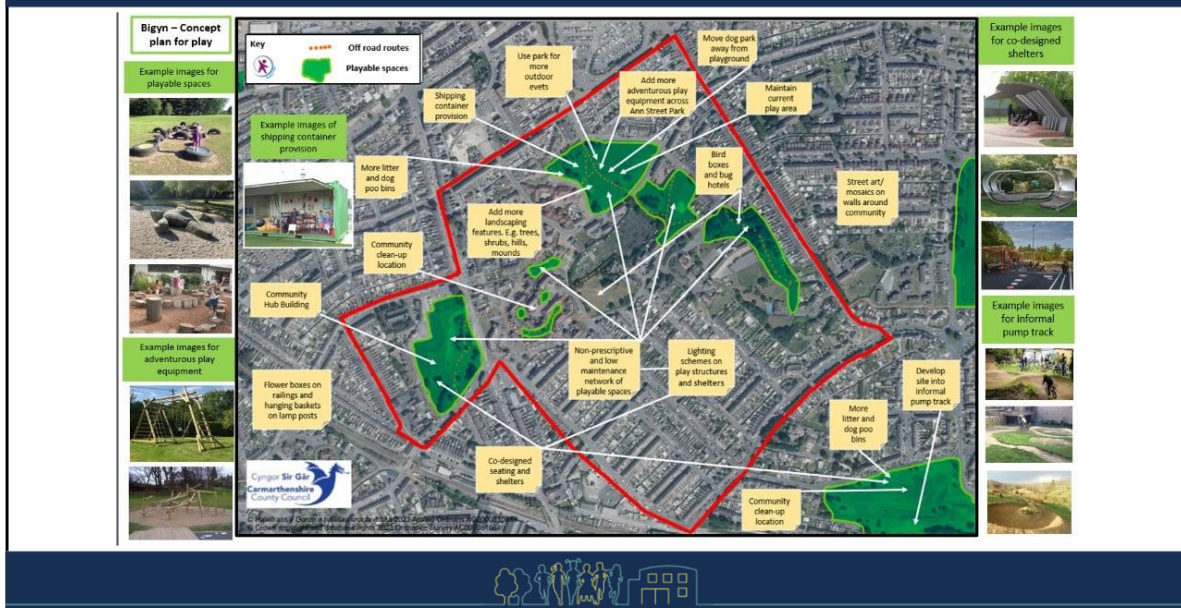 Bigyn – Concept
plan for play
Example images for
playable spaces
Example images for
adventurous play
equipment
Key
Off road routes
Playable spaces
Example images of
shipping container
provision
Shipping
container
provision
Use park for
more
outdoor
evets
Add more
adventurous play
equipment across
Ann Street Park
Move dog park
away from
playground
Maintain
current
play area
More litter
and dog
poo bins
Add more
landscaping
features. E.g. trees,
shrubs, hills,
mounds
Bird
boxes
and bug
hotels
Street art/
mosaics on
walls around
community
Community
clean-up
location
Community
Hub Building
Flower boxes on
railings and
hanging baskets
on lamp posts
Non-prescriptive
and low
maintenance
network of
playable spaces
Lighting
schemes on
play structures
and shelters
Co-designed
seating and
shelters
Develop
site into
informal
pump track
More
litter and
dog poo
bins
Community
clean-up
location
Cyngor Sir Gâr
Carmarthenshire
County Council
Example images
for co-designed
shelters
Example images
for informal
pump track